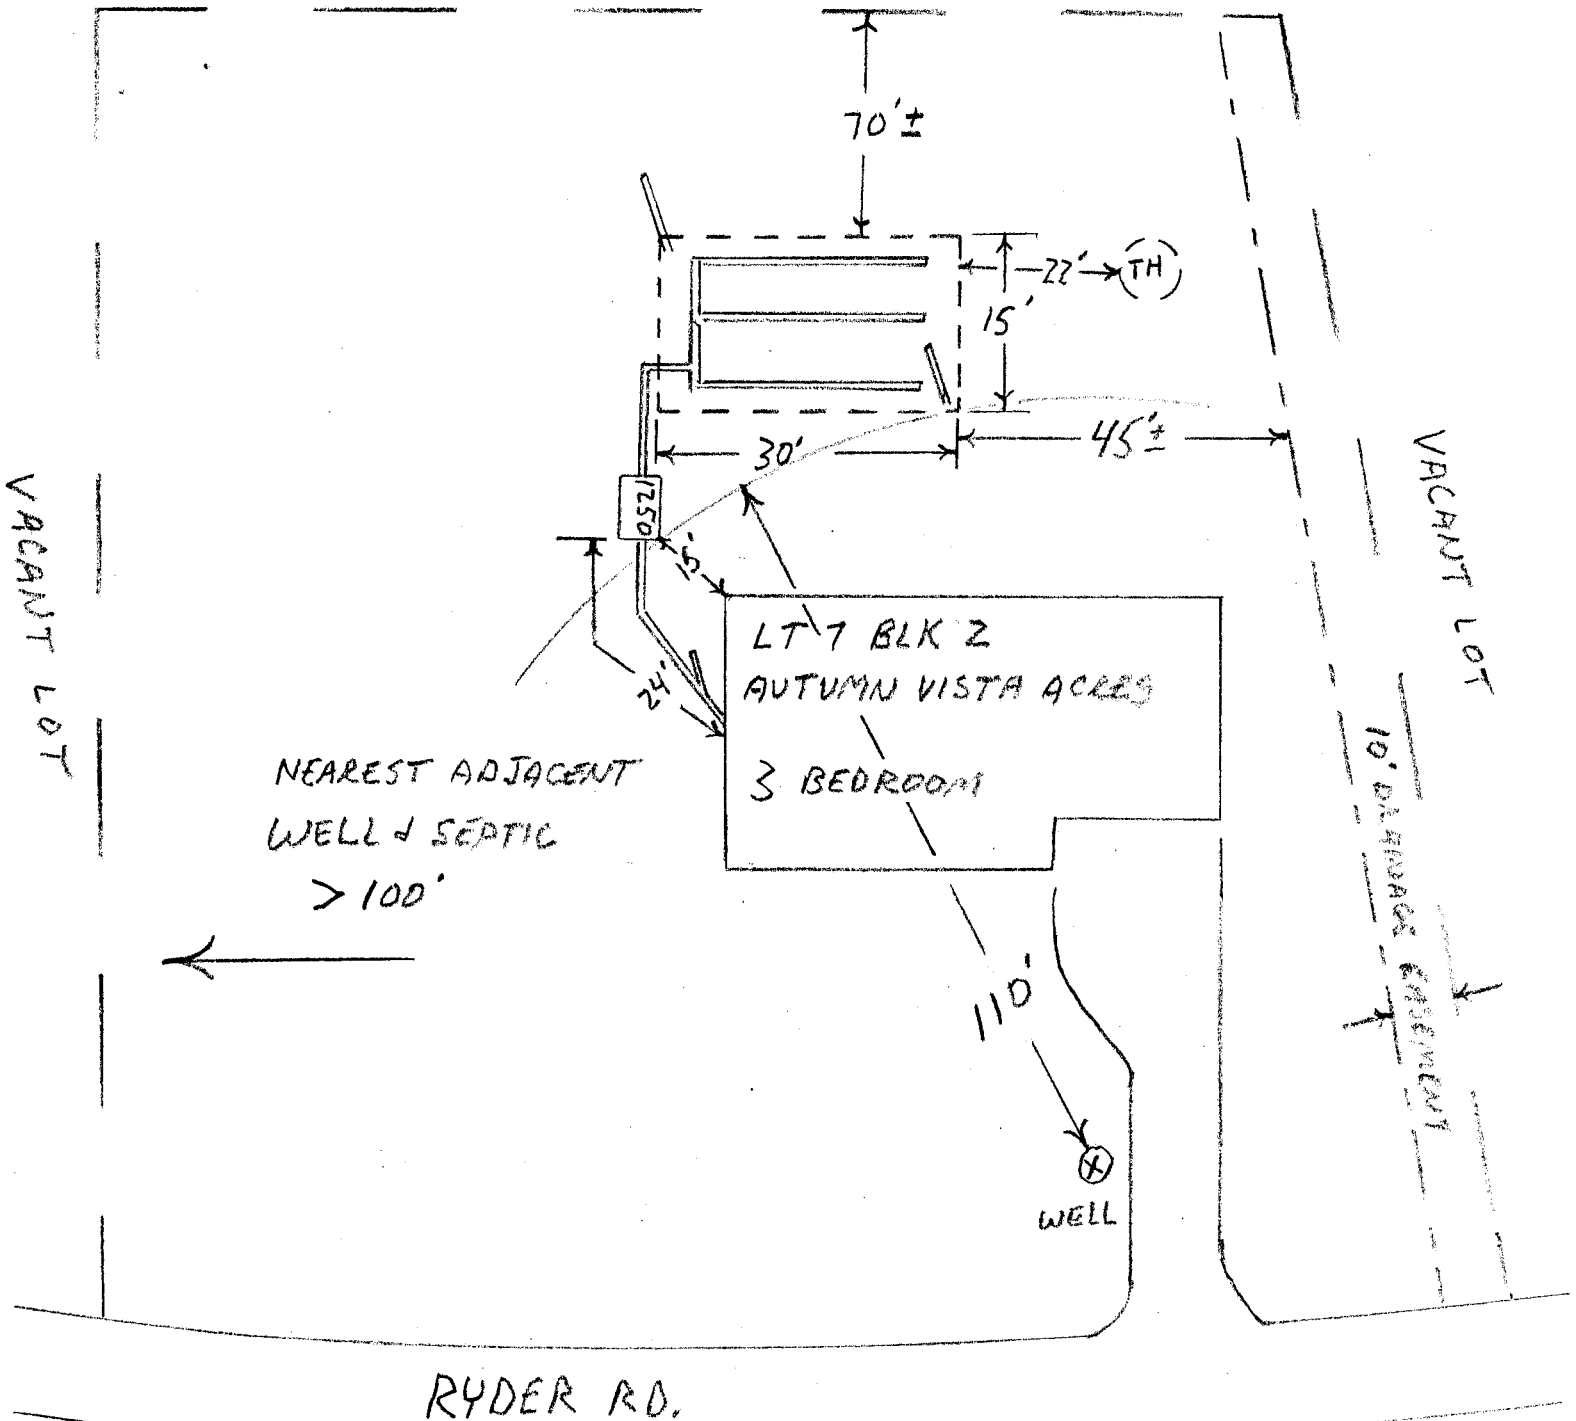 70'±
22'
TH
15'
30'
45'±
1250
15'
24'
LT 7 BLK 2
AUTUMN VISTA ACRES
3 BEDROOM
NEAREST ADJACENT
WELL & SEPTIC
> 100'
110'
WELL
VACANT LOT
VACANT LOT
10' DRAINAGE EASEMENT
RYDER RD.